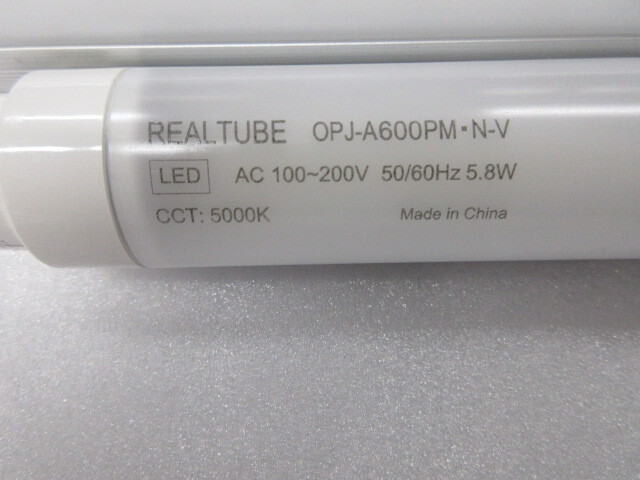 REALTUBE OPJ-A600PM・N-V
LED AC 100~200V 50/60Hz 5.8W
CCT: 5000K Made in China